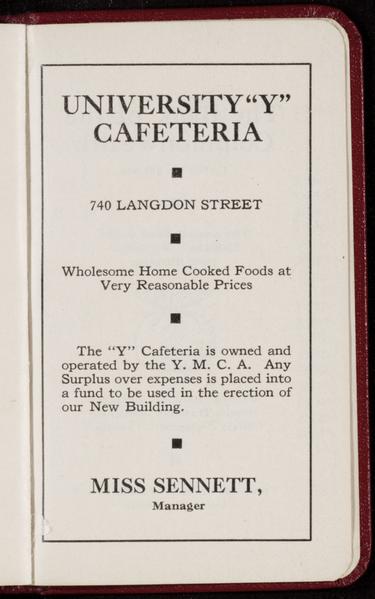 UNIVERSITY "Y"
CAFETERIA
740 LANGDON STREET
Wholesome Home Cooked Foods at
Very Reasonable Prices
The "Y" Cafeteria is owned and
operated by the Y. M. C. A. Any
Surplus over expenses is placed into
a fund to be used in the erection of
our New Building.
MISS SENNETT,
Manager